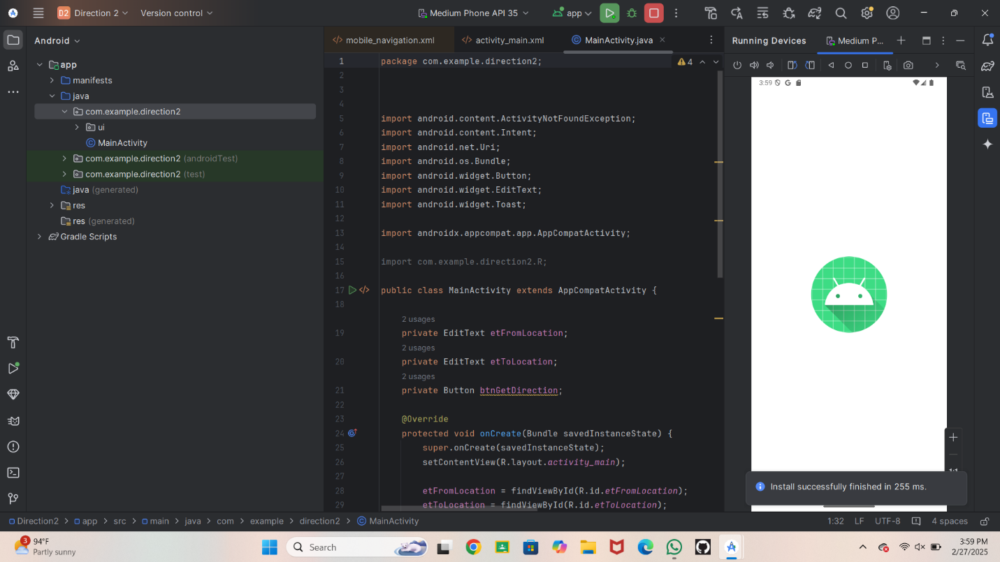 D2 Direction 2 Version control Medium Phone API 35 app
Android
app
manifests
java
com.example.direction2
ui
MainActivity
com.example.direction2 (androidTest)
com.example.direction2 (test)
java (generated)
res
res (generated)
Gradle Scripts
mobile_navigation.xml activity_main.xml MainActivity.java
4
1 package com.example.direction2;
2
3
4
5 import android.content.ActivityNotFoundException;
6 import android.content.Intent;
7 import android.net.Uri;
8 import android.os.Bundle;
9 import android.widget.Button;
10 import android.widget.EditText;
11 import android.widget.Toast;
12
13 import androidx.appcompat.app.AppCompatActivity;
14
15 import com.example.direction2.R;
16
17 public class MainActivity extends AppCompatActivity {
18
2 usages
19 private EditText etFromLocation;
2 usages
20 private EditText etToLocation;
2 usages
21 private Button btnGetDirection;
22
23 @Override
24 protected void onCreate(Bundle savedInstanceState) {
25 super.onCreate(savedInstanceState);
26 setContentView(R.layout.activity_main);
27
28 etFromLocation = findViewById(R.id.etFromLocation);
29 etToLocation = findViewById(R.id.etToLocation);
Running Devices Medium P...
3:59
Install successfully finished in 255 ms.
Direction2 > app > src > main > java > com > example > direction2 > MainActivity
1:32 LF UTF-8 4 spaces
3
94°F
Partly sunny
Search
3:59 PM
2/27/2025